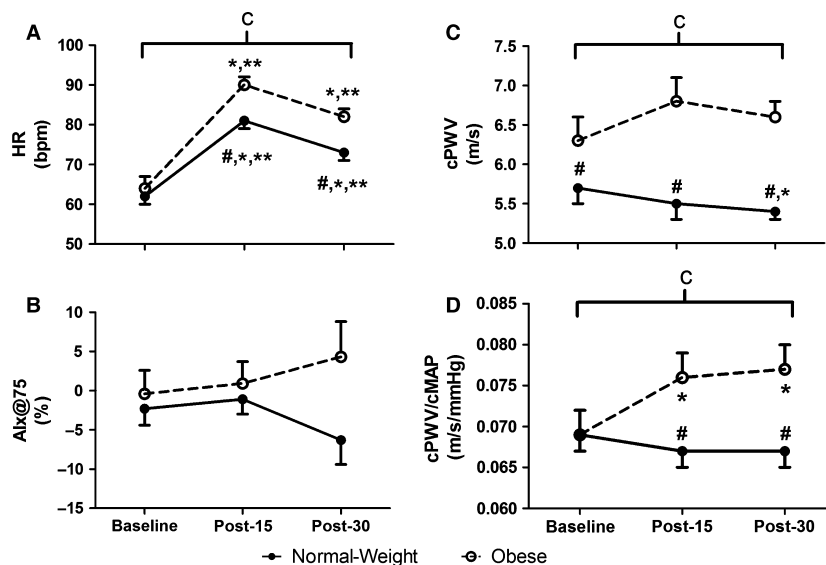 A
C
100
90
80
70
60
50
HR
(bpm)
*,**
*,**
#,*,**
#,*,**
B
10
5
0
–5
–10
–15
AIx@75
(%)
Baseline Post-15 Post-30
C
C
7.5
7.0
6.5
6.0
5.5
5.0
cPWV
(m/s)
#
#
#,*
D
C
0.085
0.080
0.075
0.070
0.065
0.060
cPWV/cMAP
(m/s/mmHg)
*
*
#
#
Baseline Post-15 Post-30
Normal-Weight Obese